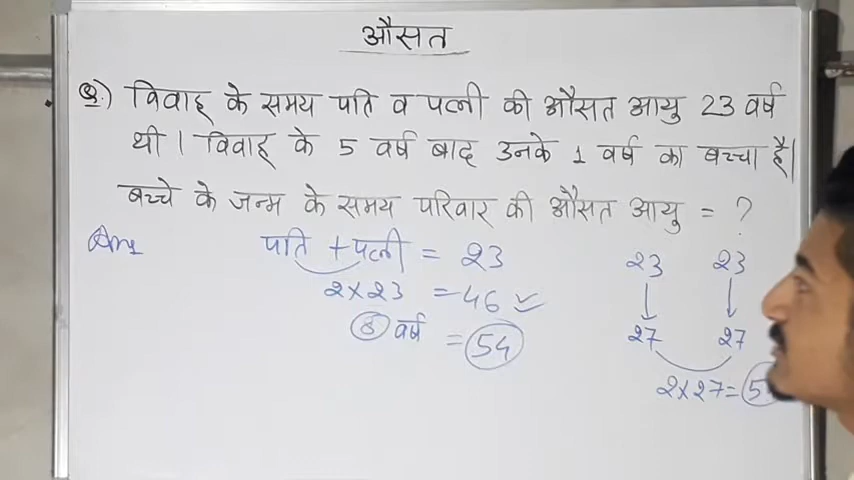 औसत
Q.) विवाह के समय पति व पत्नी की औसत आयु 23 वर्ष
थी। विवाह के 5 वर्ष बाद उनके 1 वर्ष का बच्चा है।
बच्चे के जन्म के समय परिवार की औसत आयु = ?
Ans
पति + पत्नी = 23
2×23 = 46
8 वर्ष = 54
23 23
27 27
2×27=